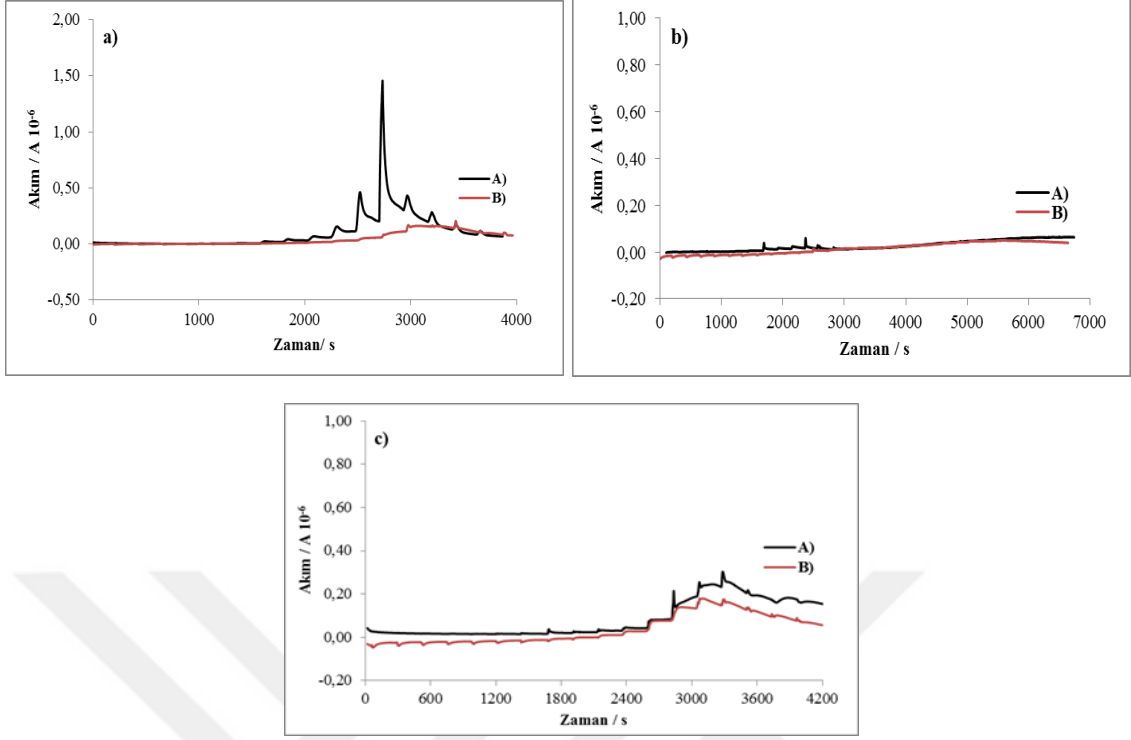 a)
2,00
1,50
1,00
0,50
0,00
-0,50
Akım / A 10-6
0
1000
2000
3000
4000
Zaman/ s
A)
B)
b)
1,00
0,80
0,60
0,40
0,20
0,00
-0,20
Akım / A 10-6
0
1000
2000
3000
4000
5000
6000
7000
Zaman / s
A)
B)
c)
1,00
0,80
0,60
0,40
0,20
0,00
-0,20
Akım / A 10-6
0
600
1200
1800
2400
3000
3600
4200
Zaman / s
A)
B)